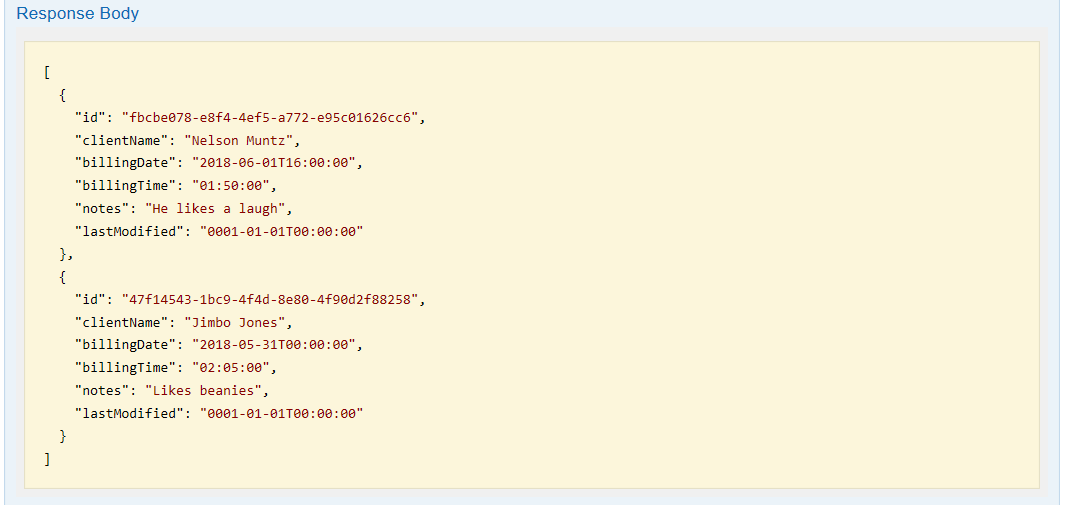 Response Body
[
  {
    "id": "fbcbe078-e8f4-4ef5-a772-e95c01626cc6",
    "clientName": "Nelson Muntz",
    "billingDate": "2018-06-01T16:00:00",
    "billingTime": "01:50:00",
    "notes": "He likes a laugh",
    "lastModified": "0001-01-01T00:00:00"
  },
  {
    "id": "47f14543-1bc9-4f4d-8e80-4f90d2f88258",
    "clientName": "Jimbo Jones",
    "billingDate": "2018-05-31T00:00:00",
    "billingTime": "02:05:00",
    "notes": "Likes beanies",
    "lastModified": "0001-01-01T00:00:00"
  }
]